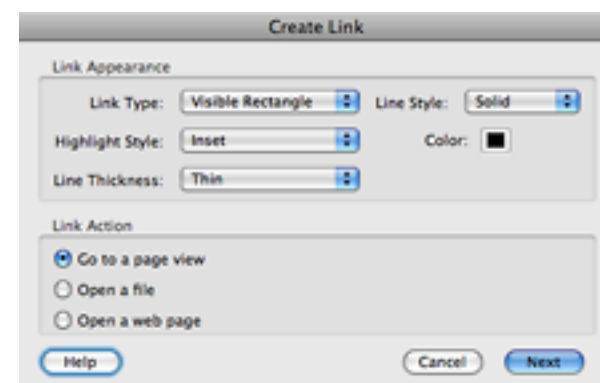 Create Link
Link Appearance
Link Type: Visible Rectangle Line Style: Solid
Highlight Style: Inset Color:
Line Thickness: Thin
Link Action
Go to a page view
Open a file
Open a web page
Help Cancel Next